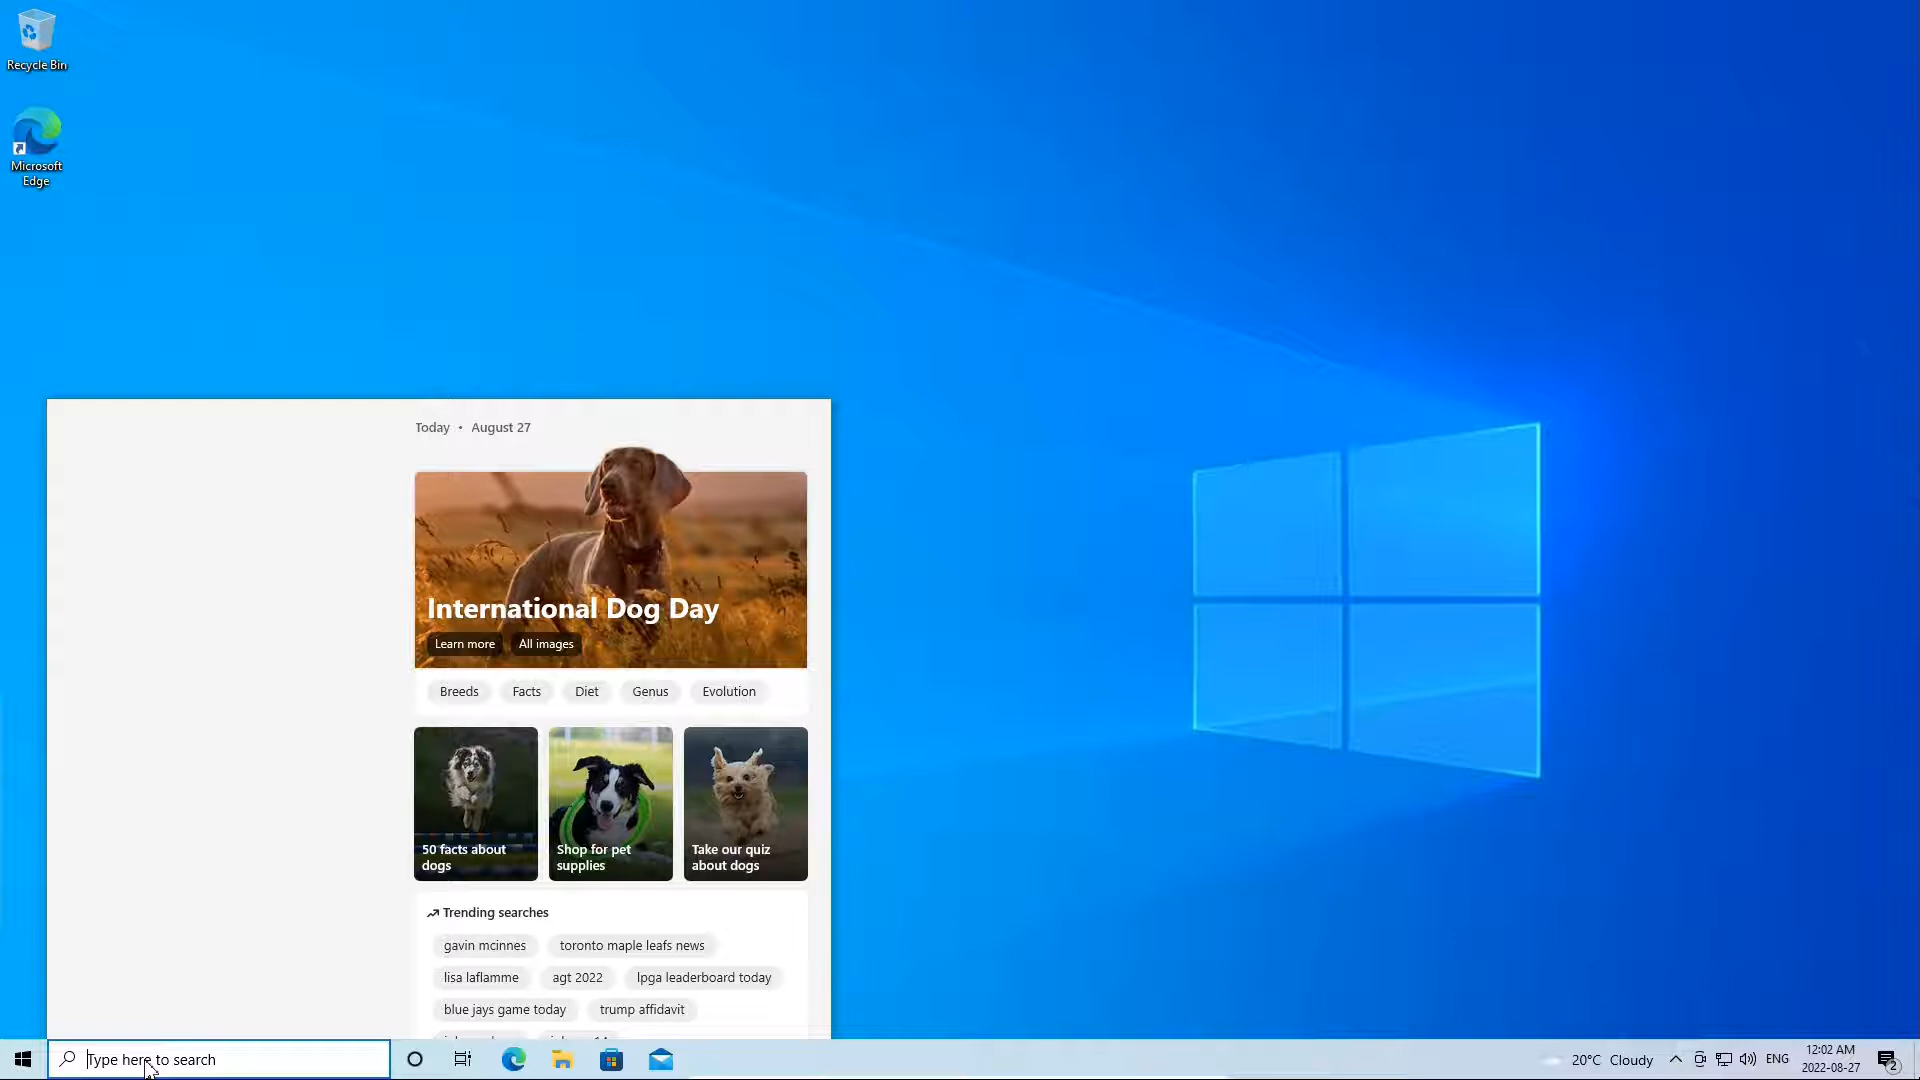 Recycle Bin
Microsoft
Edge
Today • August 27
International Dog Day
Learn more All images
Breeds Facts Diet Genus Evolution
50 facts about
dogs
Shop for pet
supplies
Take our quiz
about dogs
Trending searches
gavin mcinnes toronto maple leafs news
lisa laflamme agt 2022 lpga leaderboard today
blue jays game today trump affidavit
Type here to search
20°C Cloudy
ENG
12:02 AM
2022-08-27
2